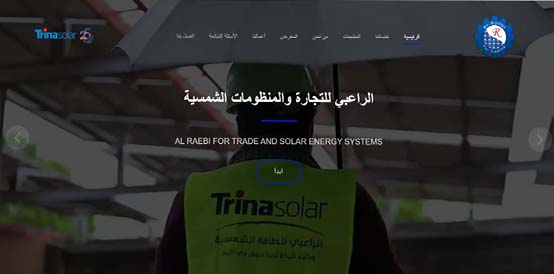 الرئيسية خدماتنا المنتجات من نحن المعرض أعمالنا الأسئلة الشائعة اتصل بنا
Trinasolar 25
R
الراعبي للتجارة والمنظومات الشمسية
AL RAEBI FOR TRADE AND SOLAR ENERGY SYSTEMS
ابدأ
Trinasolar
الراعبي للطاقة الشمسية